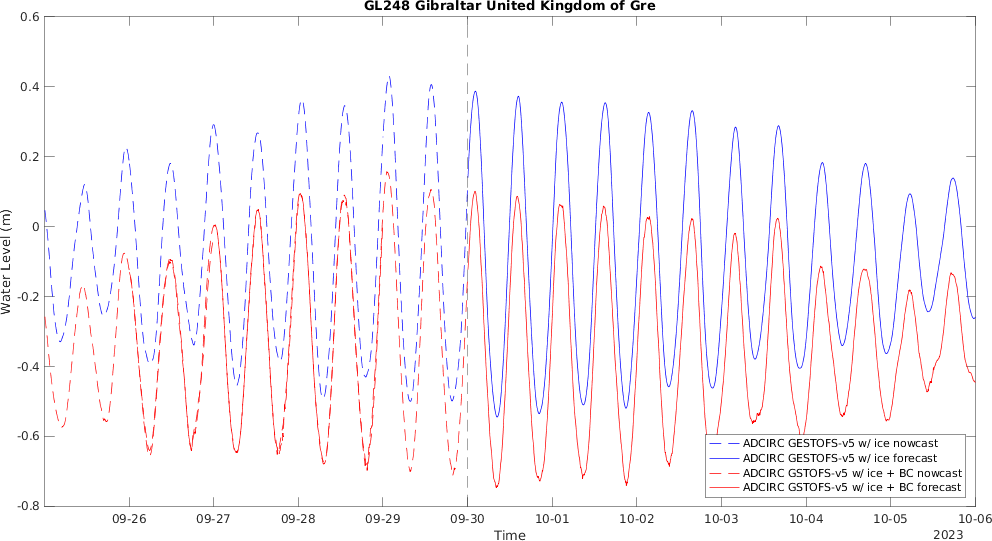 GL248 Gibraltar United Kingdom of Gre
0.6
0.4
0.2
0
-0.2
-0.4
-0.6
-0.8
Water Level (m)
ADCIRC GESTOFS-v5 w/ ice nowcast
ADCIRC GESTOFS-v5 w/ ice forecast
ADCIRC GSTOFS-v5 w/ ice + BC nowcast
ADCIRC GSTOFS-v5 w/ ice + BC forecast
09-26 09-27 09-28 09-29 09-30 10-01 10-02 10-03 10-04 10-05 10-06
Time
2023